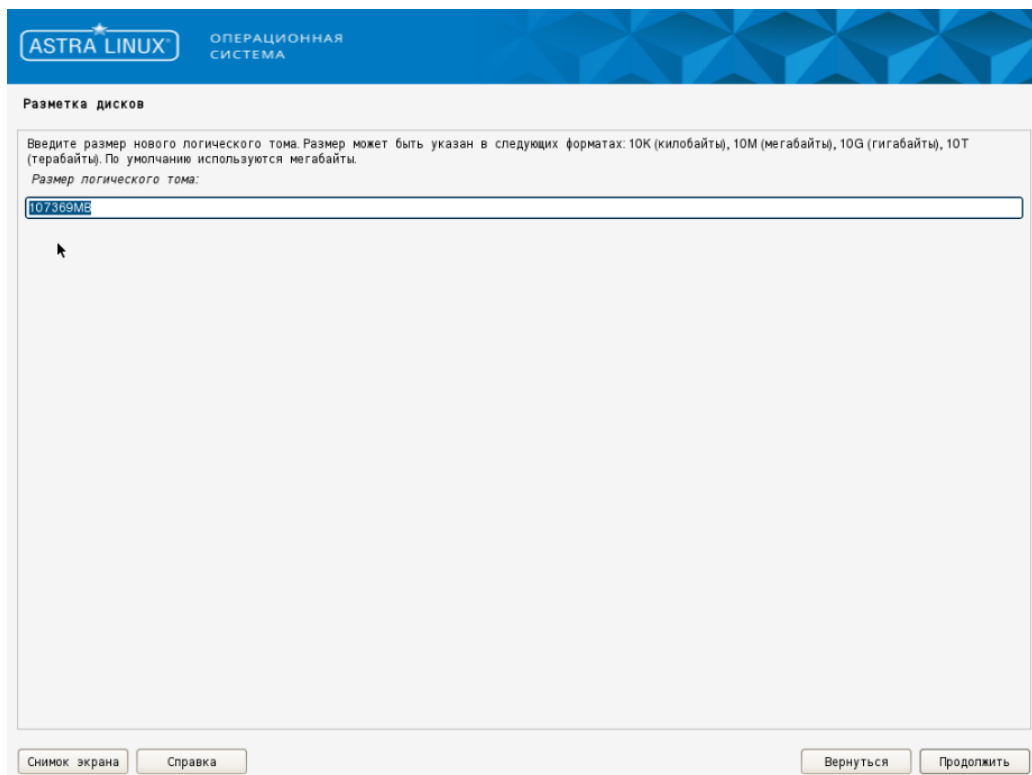 ASTRA LINUX®
ОПЕРАЦИОННАЯ
СИСТЕМА
Разметка дисков
Введите размер нового логического тома. Размер может быть указан в следующих форматах: 10K (килобайты), 10M (мегабайты), 10G (гигабайты), 10T
(терабайты). По умолчанию используются мегабайты.
Размер логического тома:
107369MB
Снимок экрана
Справка
Вернуться
Продолжить